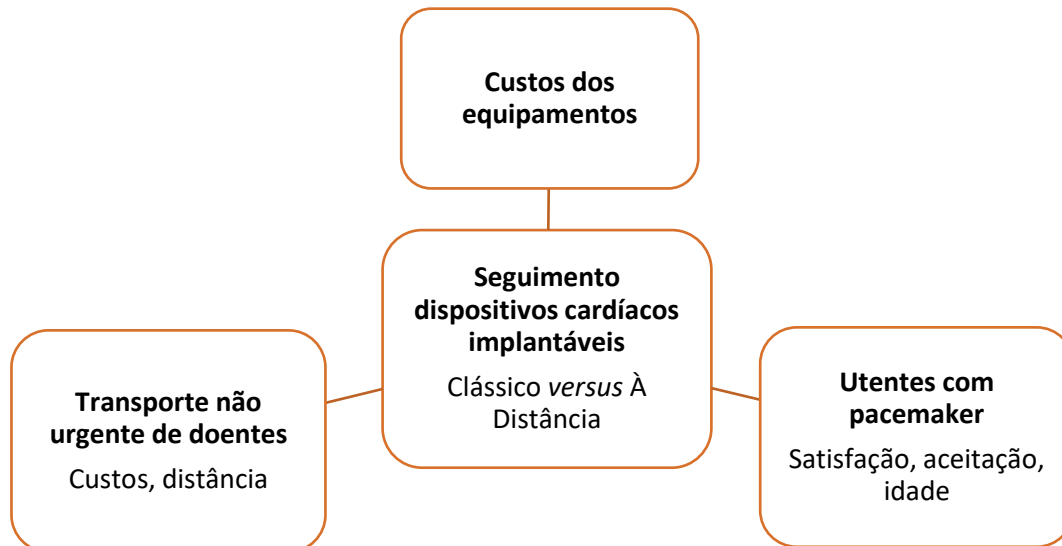 Custos dos
equipamentos
Seguimento
dispositivos cardíacos
implantáveis
Clássico versus À
Distância
Transporte não
urgente de doentes
Custos, distância
Utentes com
pacemaker
Satisfação, aceitação,
idade